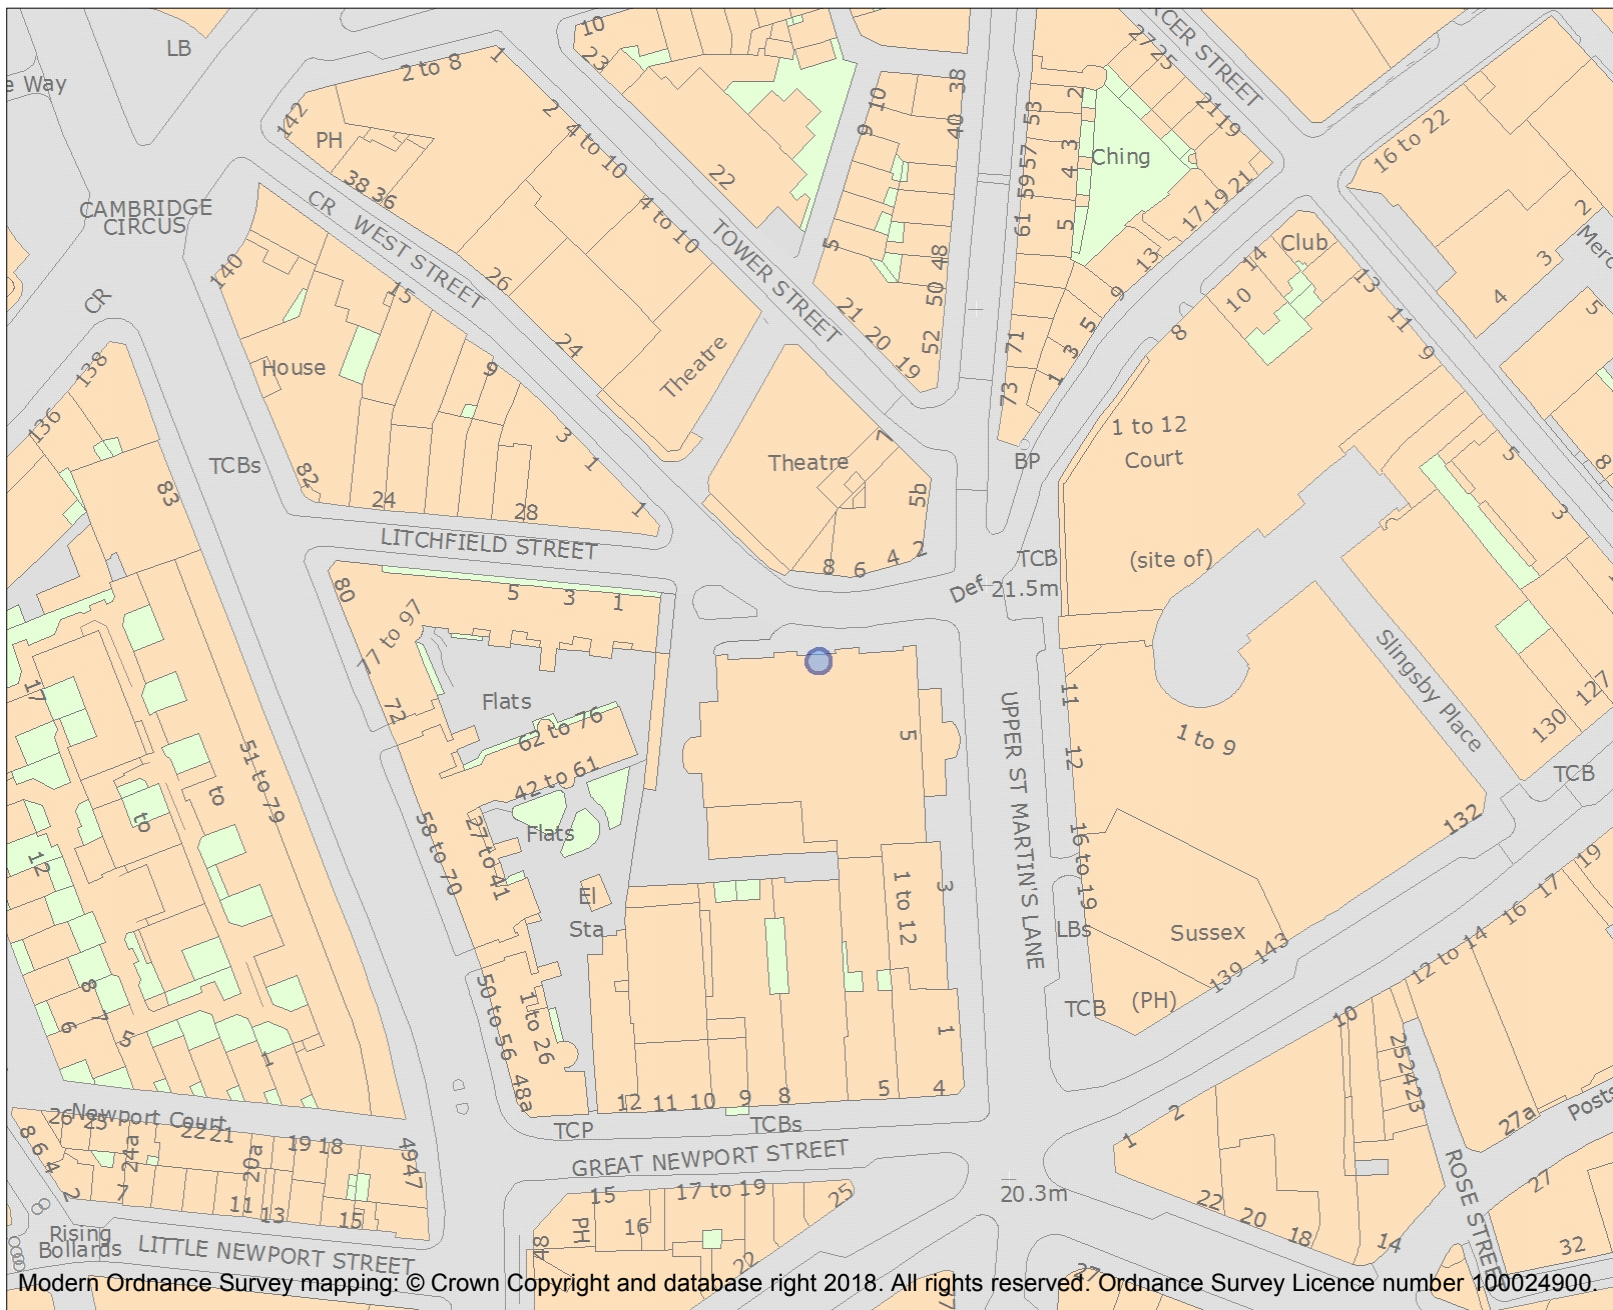 LB
e Way
2 to 8
1
142
PH
38 36
CAMBRIDGE
CIRCUS
CR
140
CR WEST STREET
15
26
24
2
4 to 10
4 to 10
10
23
22
TOWER STREET
Theatre
10
9
5
38
40
48
50
52
21
20
19
53
57
59
61
71
73
2
3
4
5
Ching
27 25
CER STREET
21 19
17 19 21
13
9
5
3
1
16 to 22
2
Merc
3
4
5
Club
14
10
8
13
11
9
5
3
8
1 to 12
Court
BP
(site of)
TCB
Def
21.5m
138
136
House
9
3
1
1
82
24
28
TCBs
83
LITCHFIELD STREET
Theatre
7
5b
8
6
4
2
80
77 to 97
5
3
1
72
Flats
62 to 76
42 to 61
Flats
58 to 70
27 to 41
El
Sta
50 to 56
1 to 26
48a
17
to
to
51 to 79
12
8
7
6
5
1
5
UPPER ST MARTIN'S LANE
3
1 to 12
1
11
12
16 to 19
1 to 9
Slingsby Place
127
130
TCB
132
LBs
Sussex
(PH)
TCB
139
143
12 to 14
16
17
19
10
12
11
10
9
8
5
4
TCP
TCBs
GREAT NEWPORT STREET
Newport Court
26
25
24a
22
21
20a
19
18
49
47
8
6
4
2
7
11
13
15
Rising
Bollards
LITTLE NEWPORT STREET
15
17 to 19
25
PH
16
48
22
20.3m
1
2
22
20
18
14
25 24 23
27a
Posts
27
ROSE STREET
32
27
Modern Ordnance Survey mapping: © Crown Copyright and database right 2018. All rights reserved. Ordnance Survey Licence number 100024900.